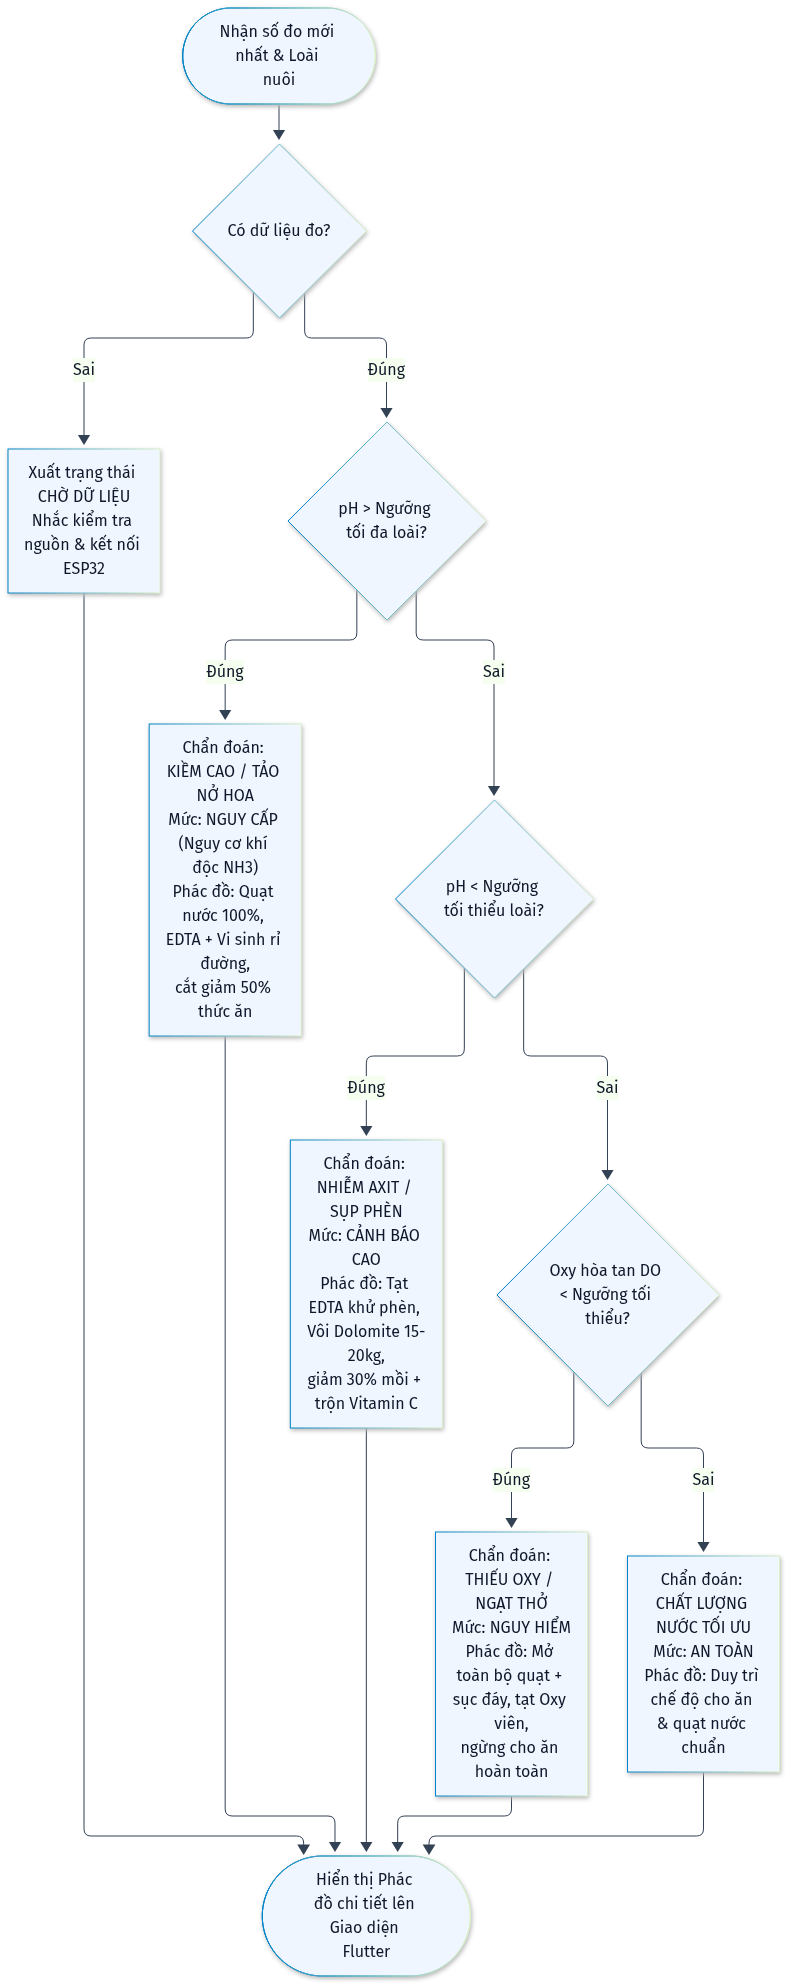 Nhận số đo mới
nhất & Loài
nuôi
Có dữ liệu đo?
Sai
Đúng
Xuất trạng thái
CHỜ DỮ LIỆU
Nhắc kiểm tra
nguồn & kết nối
ESP32
pH > Ngưỡng
tối đa loài?
Đúng
Sai
Chẩn đoán:
KIỀM CAO / TẢO
NỞ HOA
Mức: NGUY CẤP
(Nguy cơ khí
độc NH3)
Phác đồ: Quạt
nước 100%,
EDTA + Vi sinh rỉ
đường,
cắt giảm 50%
thức ăn
pH < Ngưỡng
tối thiểu loài?
Đúng
Sai
Chẩn đoán:
NHIỄM AXIT /
SỤP PHÈN
Mức: CẢNH BÁO
CAO
Phác đồ: Tạt
EDTA khử phèn,
Vôi Dolomite 15-
20kg,
giảm 30% mồi +
trộn Vitamin C
Oxy hòa tan DO
< Ngưỡng tối
thiểu?
Đúng
Sai
Chẩn đoán:
THIẾU OXY /
NGẠT THỞ
Mức: NGUY HIỂM
Phác đồ: Mở
toàn bộ quạt +
sục đáy, tạt Oxy
viên,
ngừng cho ăn
hoàn toàn
Chẩn đoán:
CHẤT LƯỢNG
NƯỚC TỐI ƯU
Mức: AN TOÀN
Phác đồ: Duy trì
chế độ cho ăn
& quạt nước
chuẩn
Hiển thị Phác
đồ chi tiết lên
Giao diện
Flutter